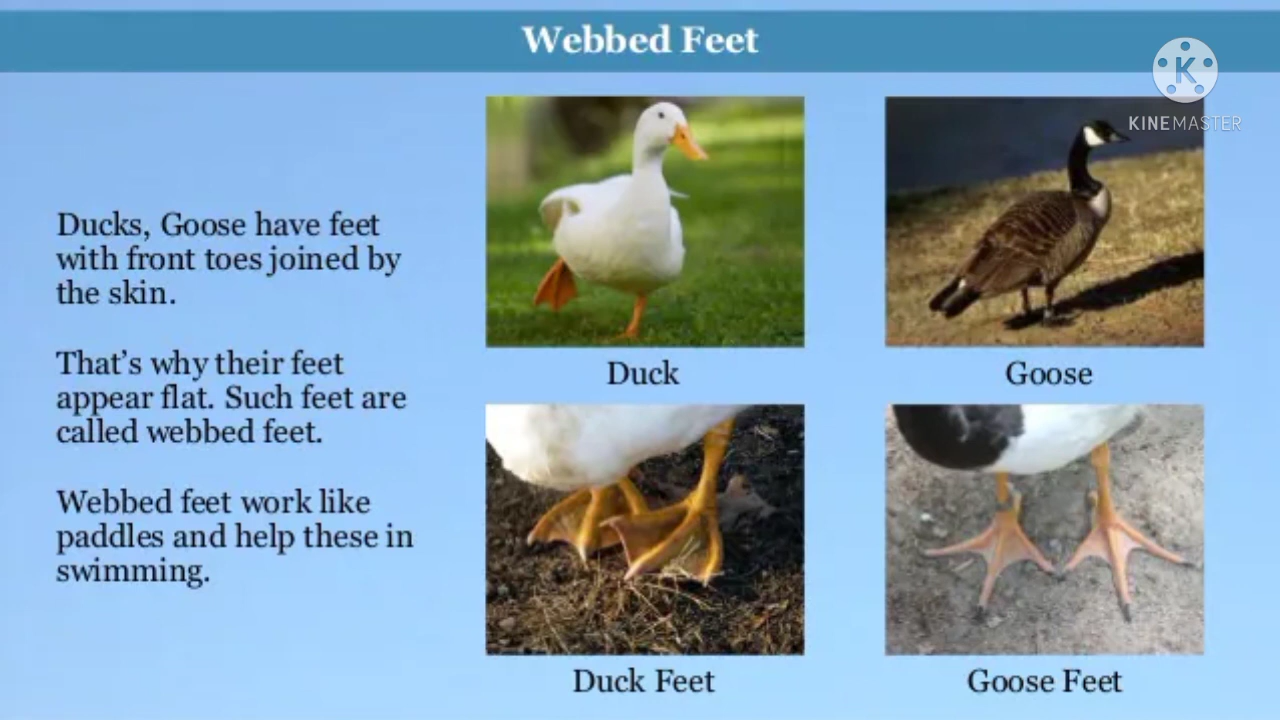 Webbed Feet
K
KINEMASTER
Ducks, Goose have feet
with front toes joined by
the skin.
That's why their feet
appear flat. Such feet are
called webbed feet.
Webbed feet work like
paddles and help these in
swimming.
Duck
Goose
Duck Feet
Goose Feet